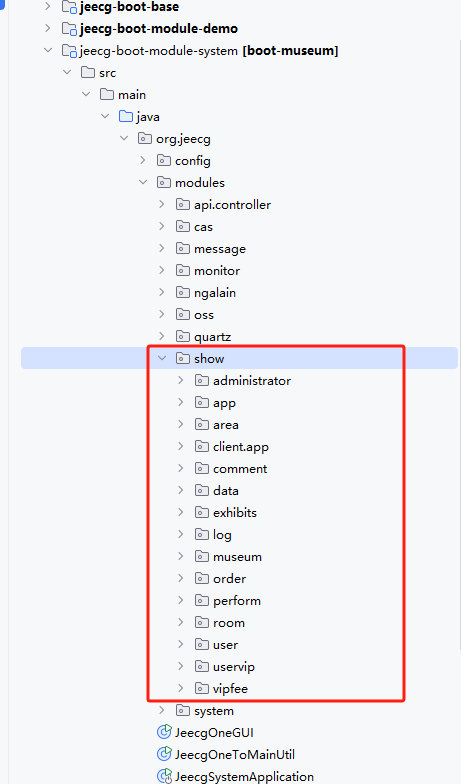 jeecg-boot-base
jeecg-boot-module-demo
jeecg-boot-module-system [boot-museum]
src
main
java
org.jeecg
config
modules
api.controller
cas
message
monitor
ngalain
oss
quartz
show
administrator
app
area
client.app
comment
data
exhibits
log
museum
order
perform
room
user
uservip
vipfee
system
JeecgOneGUI
JeecgOneToMainUtil
JeecgSystemApplication